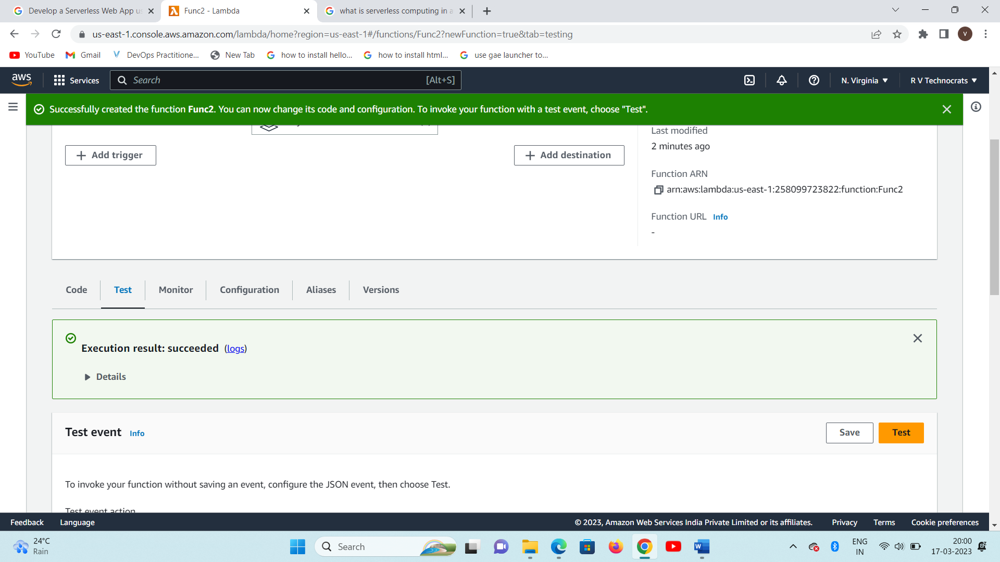 Develop a Serverless Web App us
Func2 - Lambda
what is serverless computing in a
us-east-1.console.aws.amazon.com/lambda/home?region=us-east-1#/functions/Func2?newFunction=true&tab=testing
V
YouTube
Gmail
DevOps Practitione...
New Tab
how to install hello...
how to install html...
use gae launcher to...
aws
Services
Search
[Alt+S]
N. Virginia
R V Technocrats
Successfully created the function Func2. You can now change its code and configuration. To invoke your function with a test event, choose "Test".
Add trigger
Add destination
Last modified
2 minutes ago
Function ARN
arn:aws:lambda:us-east-1:258099723822:function:Func2
Function URL Info
-
Code
Test
Monitor
Configuration
Aliases
Versions
Execution result: succeeded (logs)
Details
Test event Info
Save
Test
To invoke your function without saving an event, configure the JSON event, then choose Test.
Test event action
Feedback
Language
© 2023, Amazon Web Services India Private Limited or its affiliates.
Privacy
Terms
Cookie preferences
24°C
Rain
Search
ENG
IN
20:00
17-03-2023